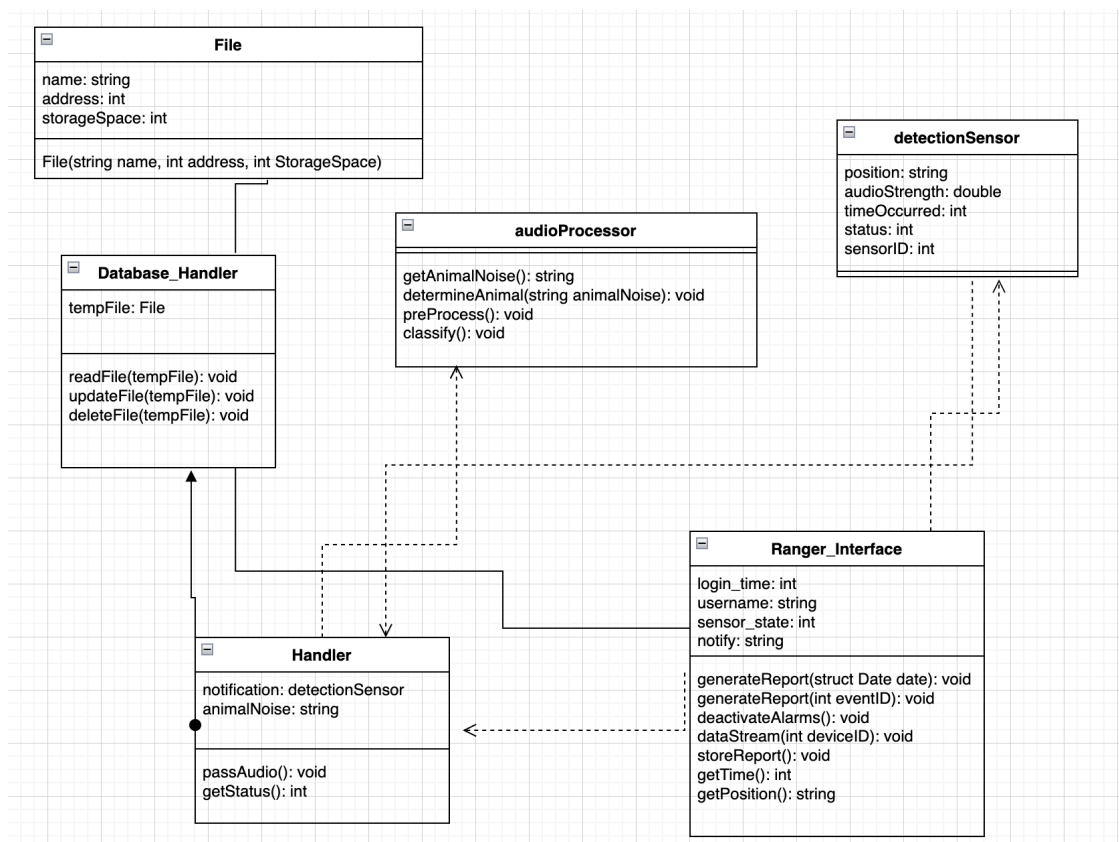 File
name: string
address: int
storageSpace: int
File(string name, int address, int StorageSpace)
detectionSensor
position: string
audioStrength: double
timeOccurred: int
status: int
sensorID: int
audioProcessor
getAnimalNoise(): string
determineAnimal(string animalNoise): void
preProcess(): void
classify(): void
Database_Handler
tempFile: File
readFile(tempFile): void
updateFile(tempFile): void
deleteFile(tempFile): void
Ranger_Interface
login_time: int
username: string
sensor_state: int
notify: string
generateReport(struct Date date): void
generateReport(int eventID): void
deactivateAlarms(): void
dataStream(int deviceID): void
storeReport(): void
getTime(): int
getPosition(): string
Handler
notification: detectionSensor
animalNoise: string
passAudio(): void
getStatus(): int